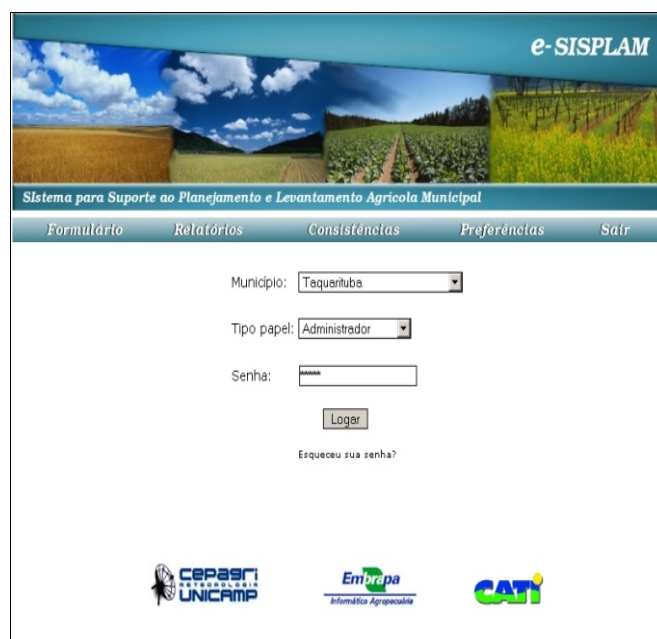 e-SISPLAM
SIstema para Suporte ao Planejamento e Levantamento Agrícola Municipal
Formulário Relatórios Consistências Preferências Sair
Município: Taquarituba
Tipo papel: Administrador
Senha: *****
Logar
Esqueceu sua senha?
CEPAGRI
METEOROLOGIA
UNICAMP
Embrapa
Informática Agropecuária
CATI